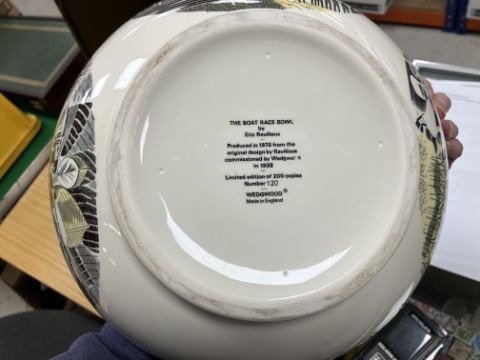 THE BOAT RACE BOWL
by
Eric Ravilious
Produced in 1975 from the
original design by Ravilious
commissioned by Wedgwood
in 1938
Limited edition of 200 copies
Number 120
WEDGWOOD®
Made in England